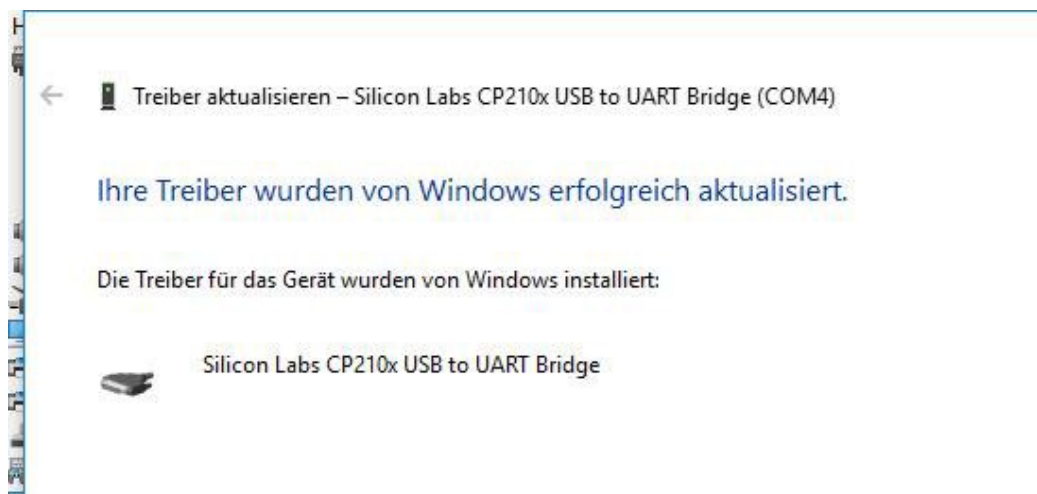 H
Treiber aktualisieren – Silicon Labs CP210x USB to UART Bridge (COM4)
Ihre Treiber wurden von Windows erfolgreich aktualisiert.
Die Treiber für das Gerät wurden von Windows installiert:
Silicon Labs CP210x USB to UART Bridge